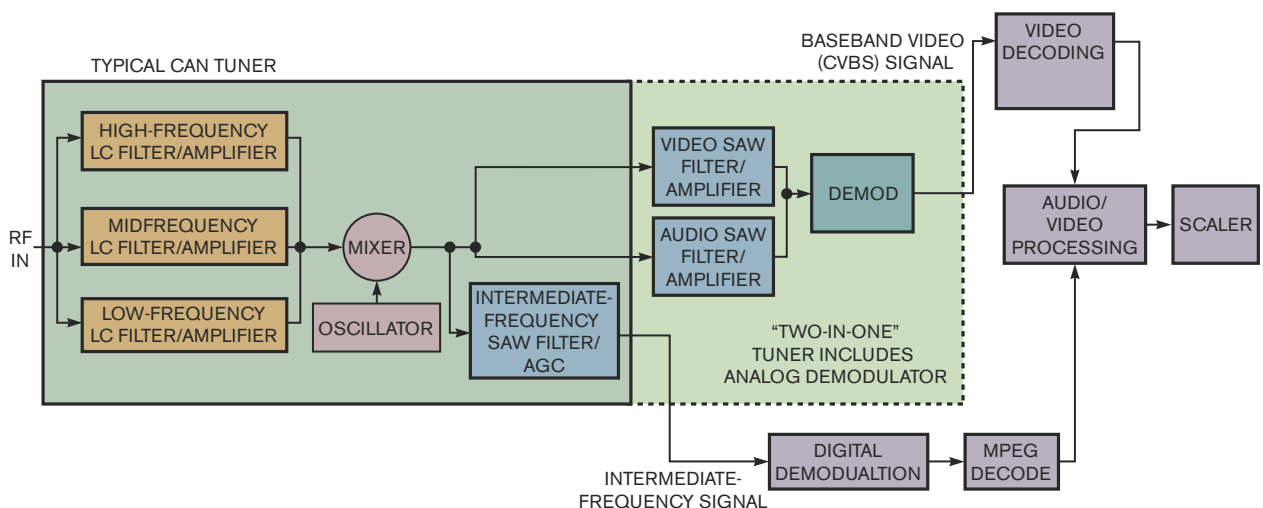 TYPICAL CAN TUNER
RF
IN
HIGH-FREQUENCY
LC FILTER/AMPLIFIER
MIDFREQUENCY
LC FILTER/AMPLIFIER
LOW-FREQUENCY
LC FILTER/AMPLIFIER
MIXER
OSCILLATOR
INTERMEDIATE-
FREQUENCY
SAW FILTER/
AGC
VIDEO SAW
FILTER/
AMPLIFIER
AUDIO SAW
FILTER/
AMPLIFIER
DEMOD
“TWO-IN-ONE”
TUNER INCLUDES
ANALOG DEMODULATOR
BASEBAND VIDEO
(CVBS) SIGNAL
VIDEO
DECODING
AUDIO/
VIDEO
PROCESSING
SCALER
INTERMEDIATE-
FREQUENCY SIGNAL
DIGITAL
DEMODUALTION
MPEG
DECODE